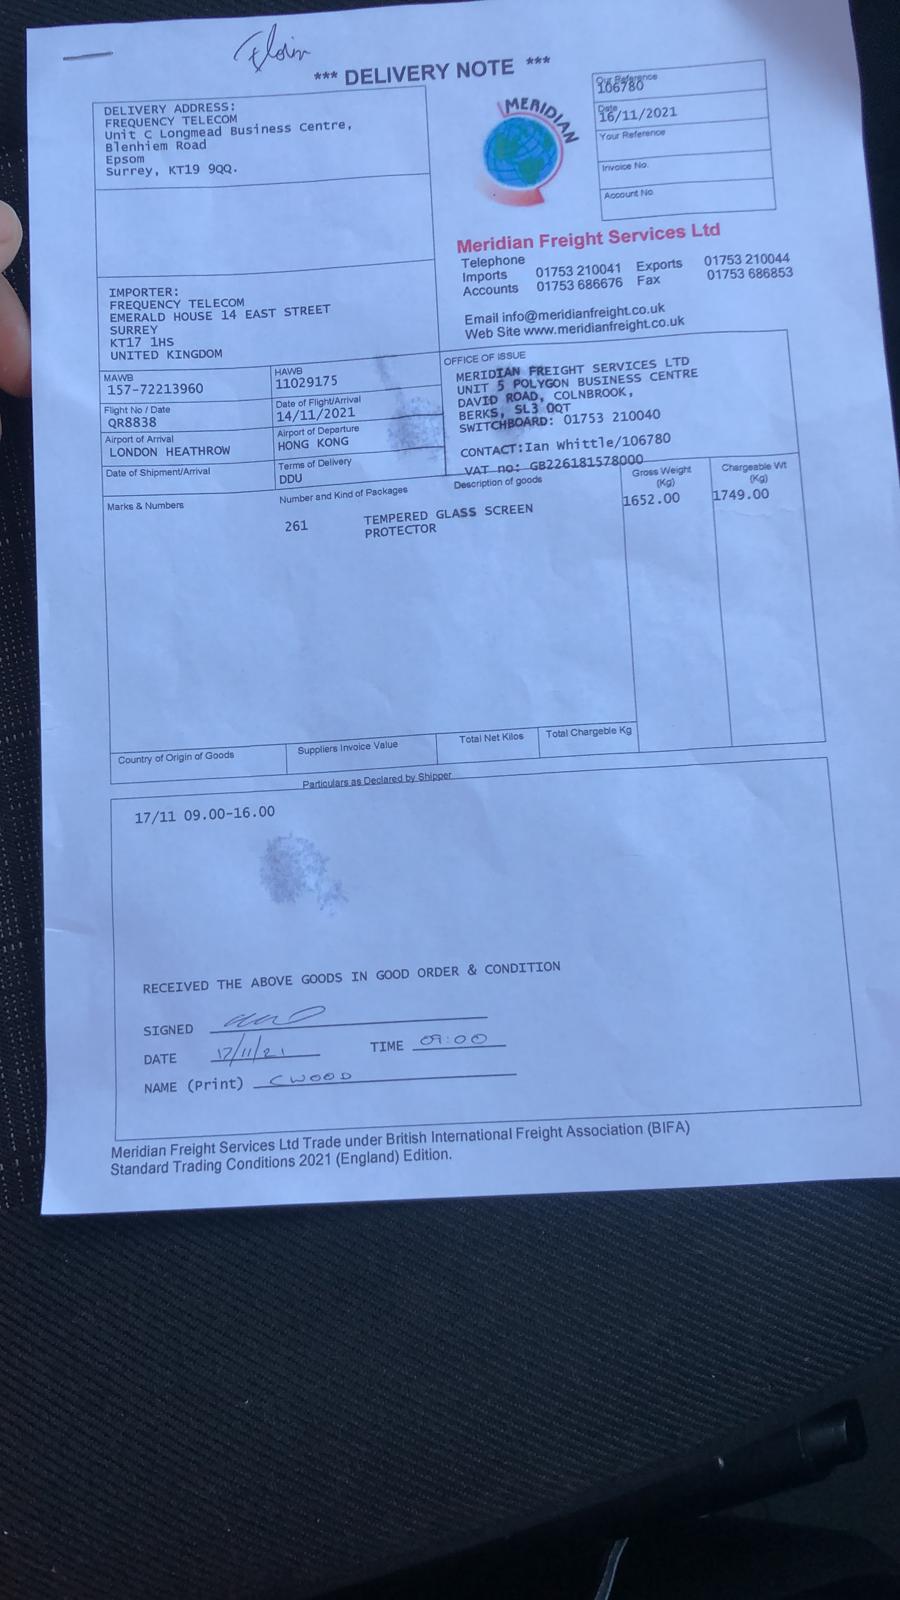 *** DELIVERY NOTE ***
DELIVERY ADDRESS:
FREQUENCY TELECOM
Unit C Longmead Business Centre,
Blenhiem Road
Epsom
Surrey, KT19 9QQ.
MERIDIAN
Our Reference
106780
Date
16/11/2021
Your Reference
Invoice No.
Account No.
Meridian Freight Services Ltd
Telephone
Imports 01753 210041 Exports 01753 210044
Accounts 01753 686676 Fax 01753 686853
Email info@meridianfreight.co.uk
Web Site www.meridianfreight.co.uk
IMPORTER:
FREQUENCY TELECOM
EMERALD HOUSE 14 EAST STREET
SURREY
KT17 1HS
UNITED KINGDOM
MAWB
157-72213960
HAWB
11029175
Flight No / Date
QR8838
Date of Flight/Arrival
14/11/2021
Airport of Arrival
LONDON HEATHROW
Airport of Departure
HONG KONG
Date of Shipment/Arrival
Terms of Delivery
DDU
OFFICE OF ISSUE
MERIDIAN FREIGHT SERVICES LTD
UNIT 5 POLYGON BUSINESS CENTRE
DAVID ROAD, COLNBROOK,
BERKS, SL3 0QT
SWITCHBOARD: 01753 210040
CONTACT:Ian Whittle/106780
VAT no: GB226181578000
Marks & Numbers
Number and Kind of Packages
Description of goods
Gross Weight
(Kg)
Chargeable Wt
(Kg)
261 TEMPERED GLASS SCREEN 1652.00 1749.00
PROTECTOR
Country of Origin of Goods
Suppliers Invoice Value
Total Net Kilos
Total Chargeble Kg
Particulars as Declared by Shipper
17/11 09.00-16.00
RECEIVED THE ABOVE GOODS IN GOOD ORDER & CONDITION
SIGNED
DATE 17/11/21 TIME 09:00
NAME (Print) CWOOD
Meridian Freight Services Ltd Trade under British International Freight Association (BIFA)
Standard Trading Conditions 2021 (England) Edition.